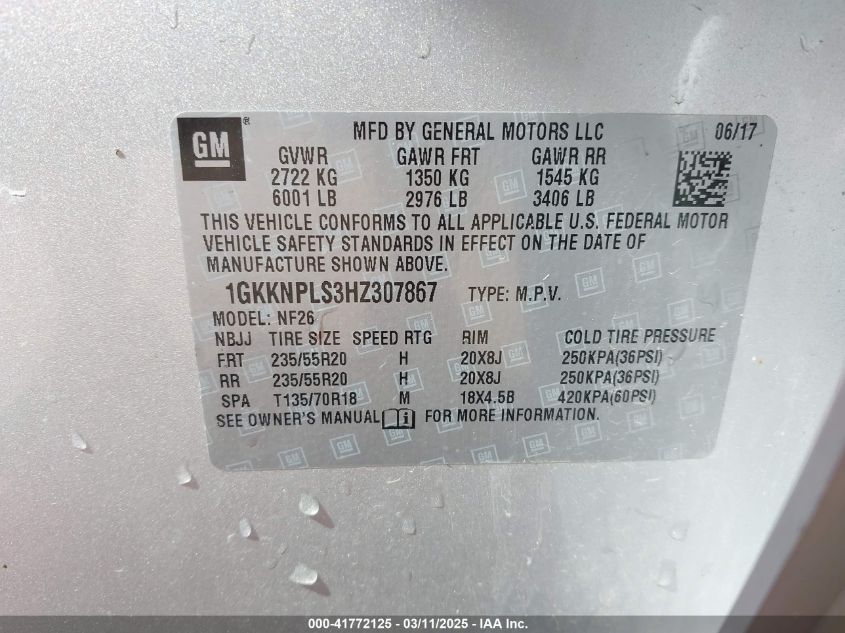 GM ® MFD BY GENERAL MOTORS LLC 06/17
GVWR GAWR FRT GAWR RR
2722 KG 1350 KG 1545 KG
6001 LB 2976 LB 3406 LB
THIS VEHICLE CONFORMS TO ALL APPLICABLE U.S. FEDERAL MOTOR
VEHICLE SAFETY STANDARDS IN EFFECT ON THE DATE OF
MANUFACTURE SHOWN ABOVE.
1GKKNPLS3HZ307867 TYPE: M.P.V.
MODEL: NF26
NBJJ TIRE SIZE SPEED RTG RIM COLD TIRE PRESSURE
FRT 235/55R20 H 20X8J 250KPA(36PSI)
RR 235/55R20 H 20X8J 250KPA(36PSI)
SPA T135/70R18 M 18X4.5B 420KPA(60PSI)
SEE OWNER'S MANUAL i FOR MORE INFORMATION.
000-41772125 - 03/11/2025 - IAA Inc.